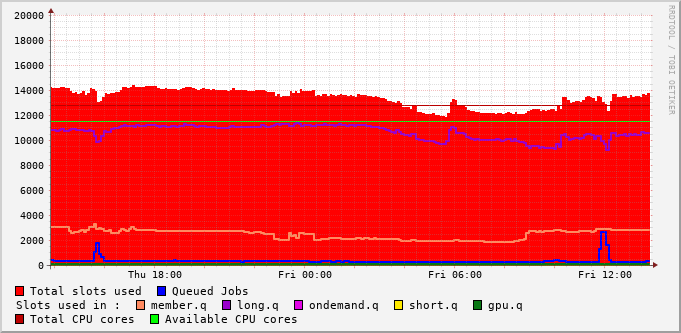 20000
18000
16000
14000
12000
10000
8000
6000
4000
2000
0
Thu 18:00 Fri 00:00 Fri 06:00 Fri 12:00
RRDTOOL / TOBI OETIKER
Total slots used Queued Jobs
Slots used in : member.q long.q ondemand.q short.q gpu.q
Total CPU cores Available CPU cores